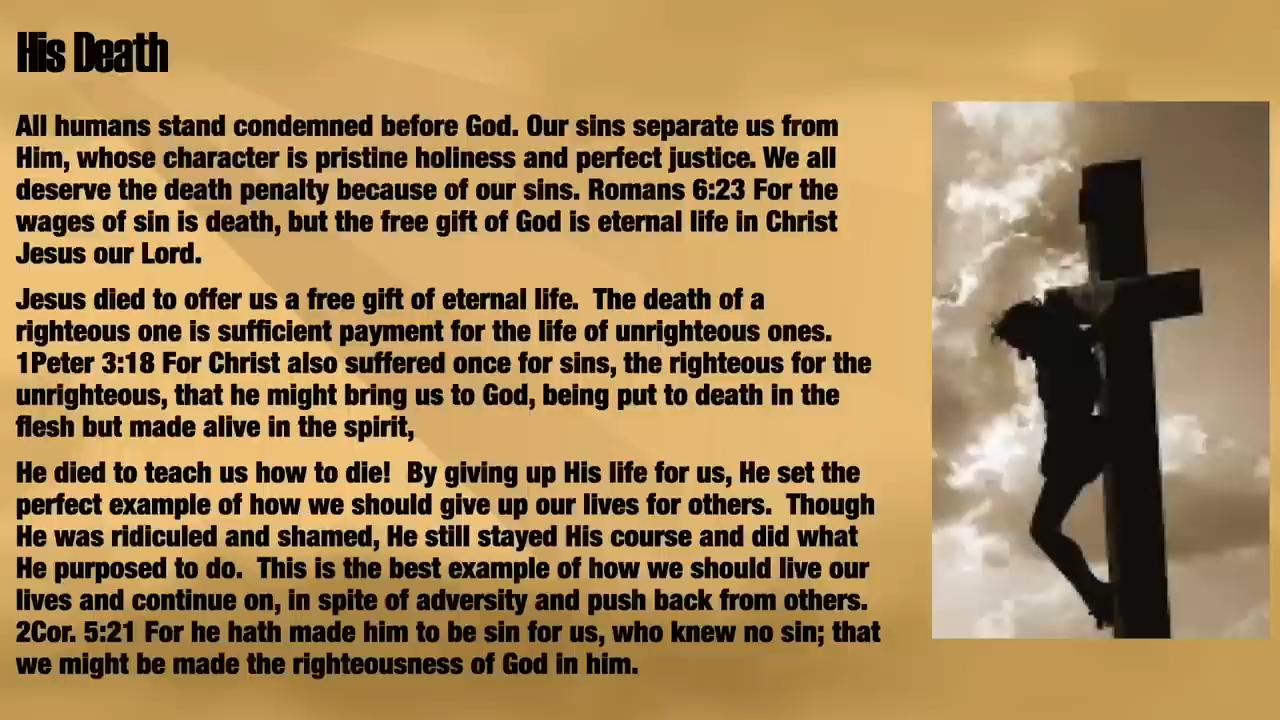 His Death
All humans stand condemned before God. Our sins separate us from
Him, whose character is pristine holiness and perfect justice. We all
deserve the death penalty because of our sins. Romans 6:23 For the
wages of sin is death, but the free gift of God is eternal life in Christ
Jesus our Lord.
Jesus died to offer us a free gift of eternal life.  The death of a
righteous one is sufficient payment for the life of unrighteous ones.
1Peter 3:18 For Christ also suffered once for sins, the righteous for the
unrighteous, that he might bring us to God, being put to death in the
flesh but made alive in the spirit,
He died to teach us how to die!  By giving up His life for us, He set the
perfect example of how we should give up our lives for others.  Though
He was ridiculed and shamed, He still stayed His course and did what
He purposed to do.  This is the best example of how we should live our
lives and continue on, in spite of adversity and push back from others.
2Cor. 5:21 For he hath made him to be sin for us, who knew no sin; that
we might be made the righteousness of God in him.